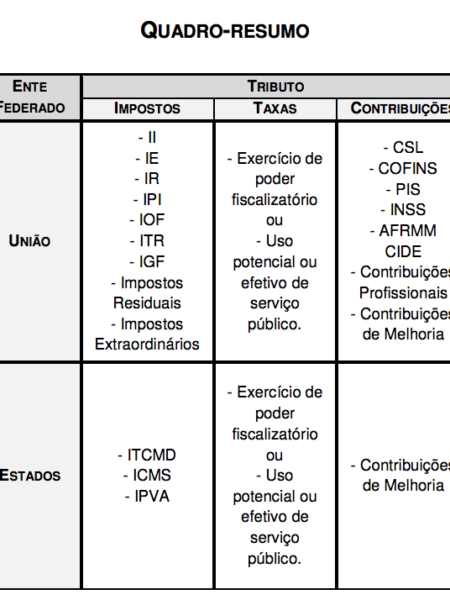 QUADRO-RESUMO
ENTE
FEDERADO
TRIBUTO
IMPOSTOS
TAXAS
CONTRIBUIÇÕES
UNIÃO
- II
- IE
- IR
- IPI
- IOF
- ITR
- IGF
- Impostos
Residuais
- Impostos
Extraordinários
- Exercício de
poder
fiscalizatório
ou
- Uso
potencial ou
efetivo de
serviço
público.
- CSL
- COFINS
- PIS
- INSS
- AFRMM
CIDE
- Contribuições
Profissionais
- Contribuições
de Melhoria
ESTADOS
- ITCMD
- ICMS
- IPVA
- Exercício de
poder
fiscalizatório
ou
- Uso
potencial ou
efetivo de
serviço
público.
- Contribuições
de Melhoria